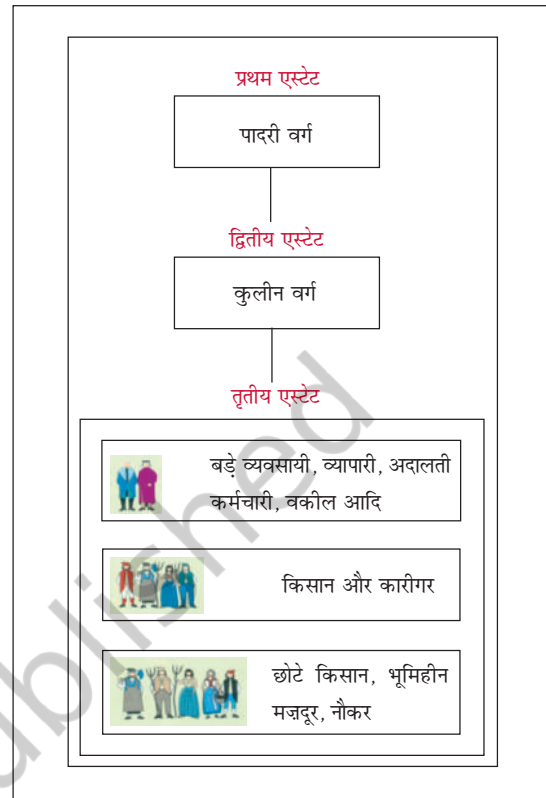 प्रथम एस्टेट
पादरी वर्ग
द्वितीय एस्टेट
कुलीन वर्ग
तृतीय एस्टेट
बड़े व्यवसायी, व्यापारी, अदालती
कर्मचारी, वकील आदि
किसान और कारीगर
छोटे किसान, भूमिहीन
मज़दूर, नौकर